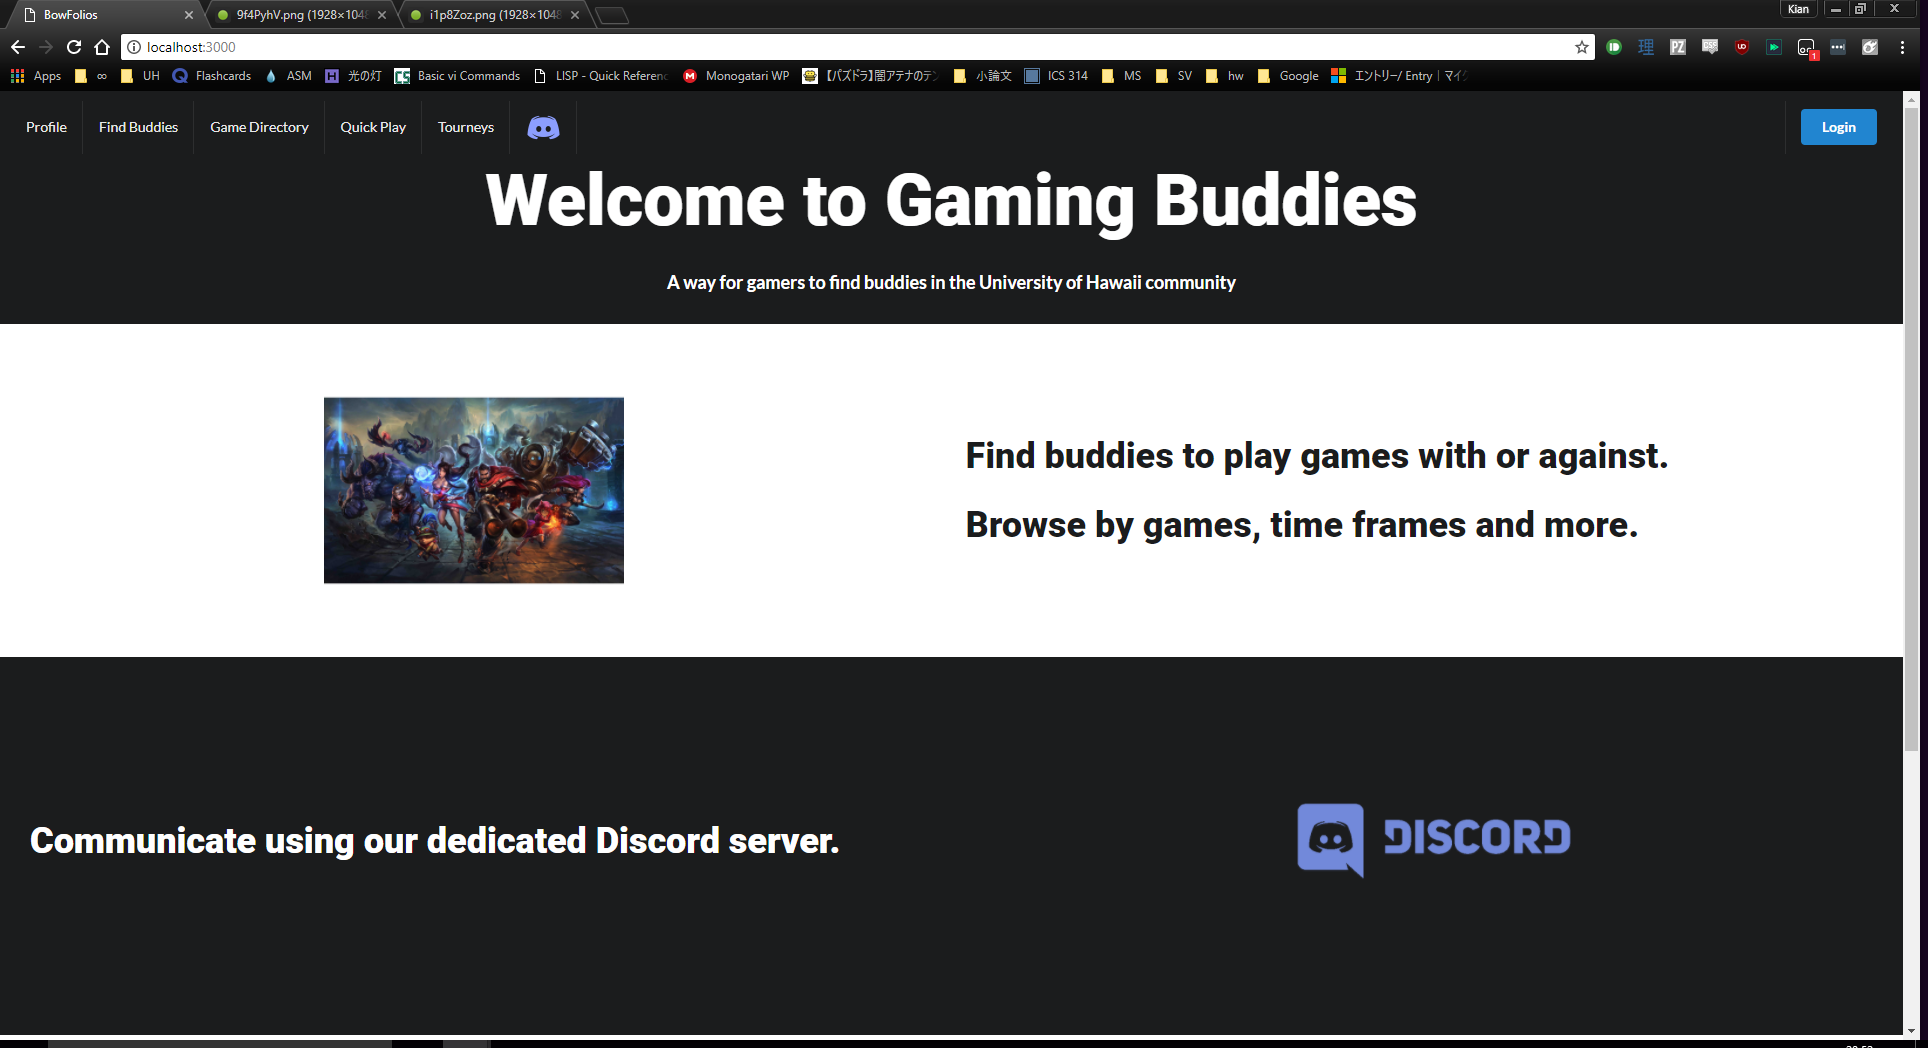 BowFolios
9f4PyhV.png (1928×1048
i1p8Zoz.png (1928×1048
Kian
localhost:3000
Apps
∞
UH
Flashcards
ASM
光の灯
Basic vi Commands
LISP - Quick Referenc
Monogatari WP
【パズドラ】闇アテナのテン
小論文
ICS 314
MS
SV
hw
Google
エントリー/ Entry | マイク
Profile
Find Buddies
Game Directory
Quick Play
Tourneys
Login
Welcome to Gaming Buddies
A way for gamers to find buddies in the University of Hawaii community
Find buddies to play games with or against.
Browse by games, time frames and more.
Communicate using our dedicated Discord server.
DISCORD